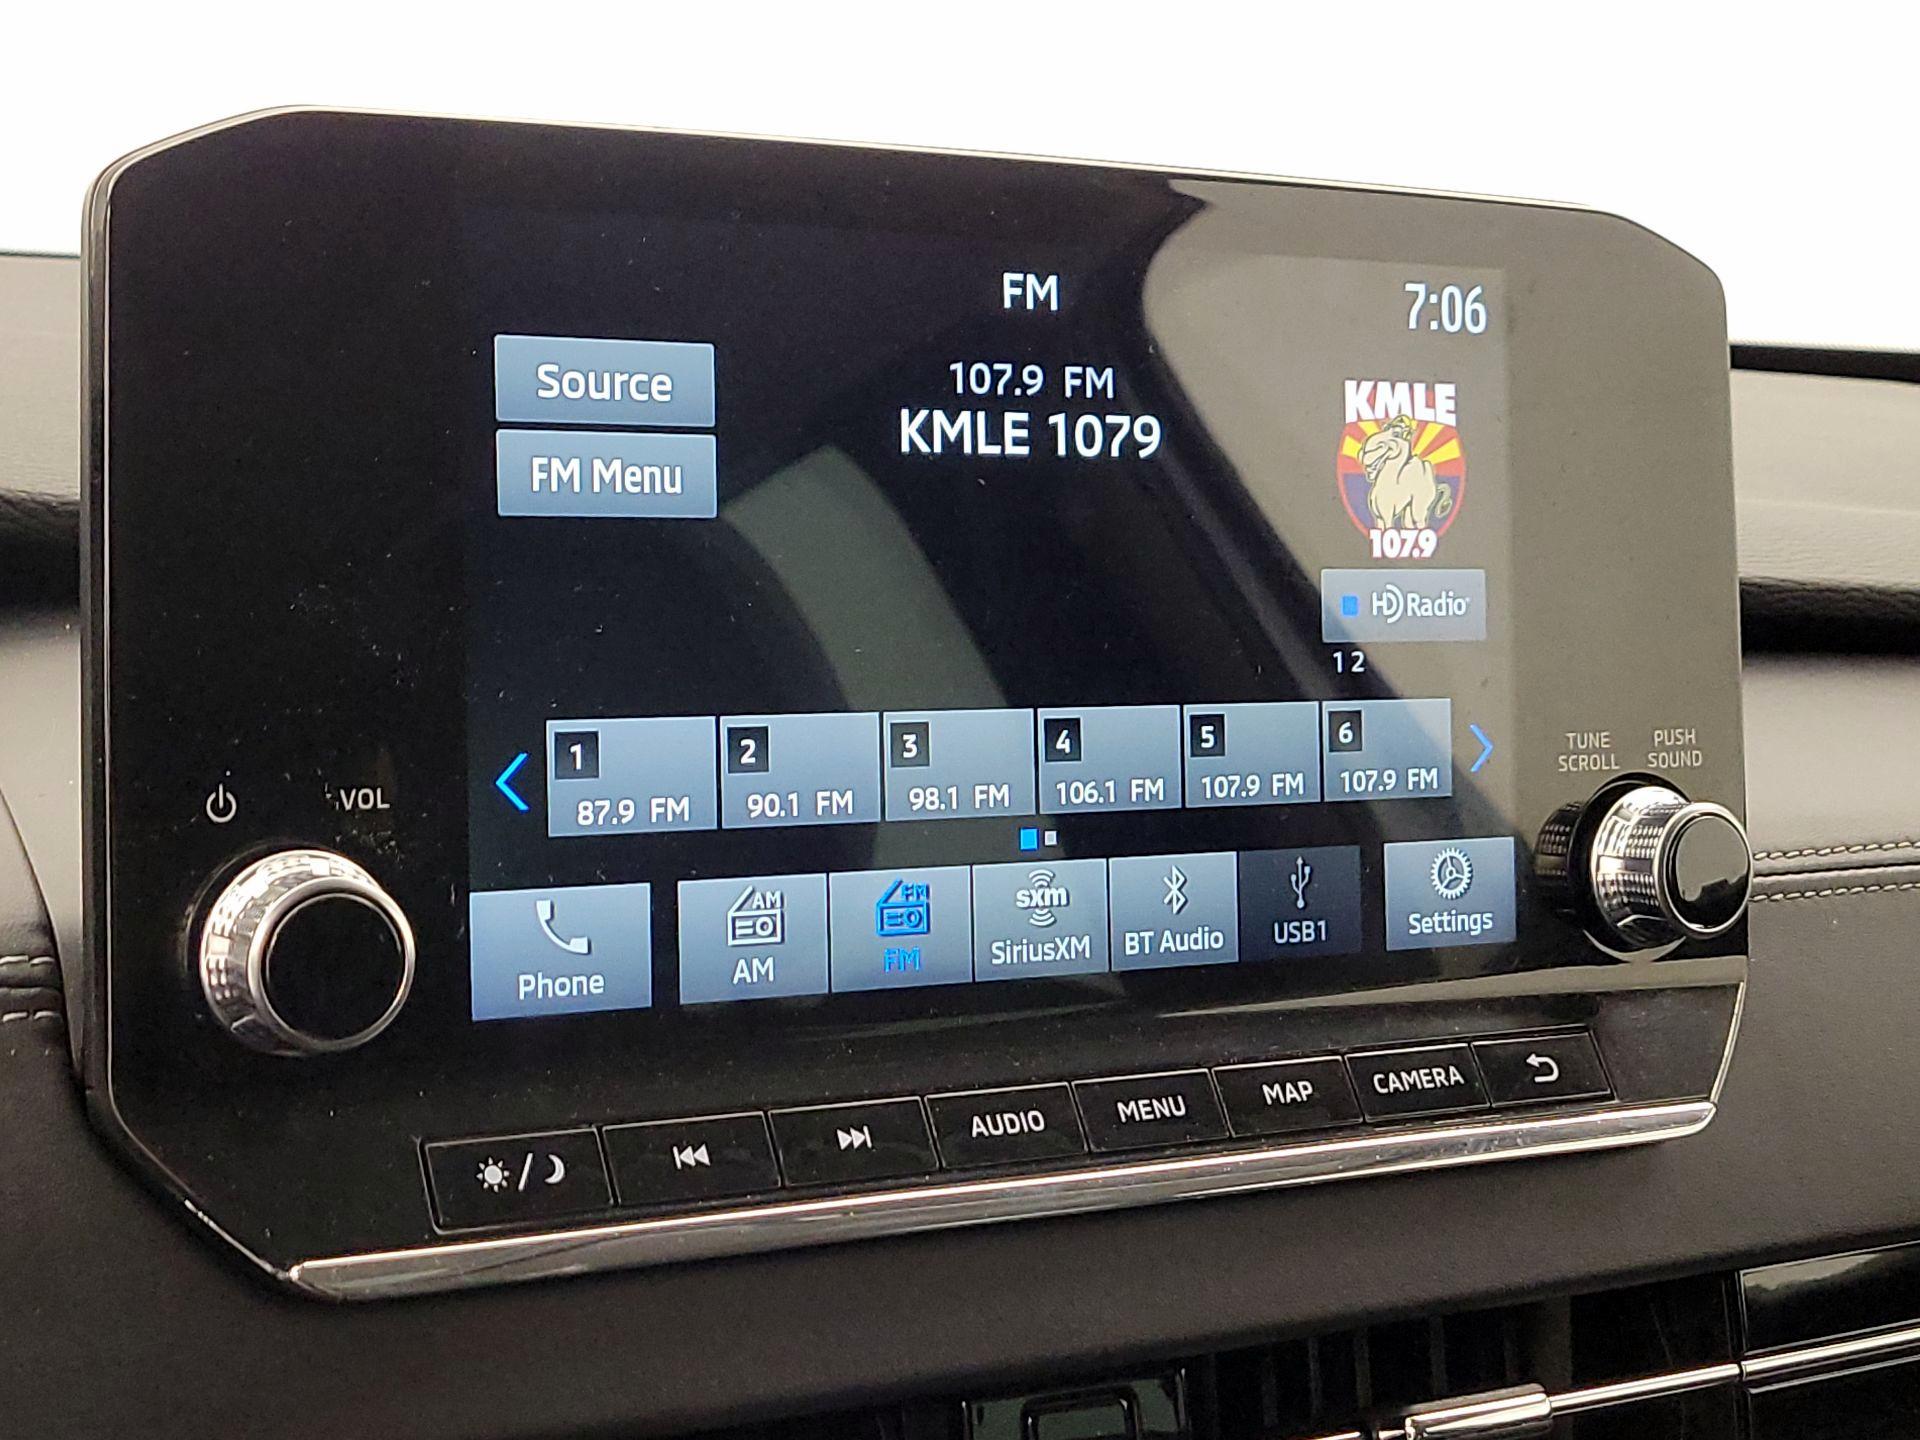 FM
7:06
Source
FM Menu
107.9 FM
KMLE 1079
KMLE
107.9
HD Radio
1 2
1
87.9 FM
2
90.1 FM
3
98.1 FM
4
106.1 FM
5
107.9 FM
6
107.9 FM
VOL
TUNE
SCROLL
PUSH
SOUND
Phone
AM
AM
FM
FM
sxm
SiriusXM
BT Audio
USB1
Settings
AUDIO
MENU
MAP
CAMERA